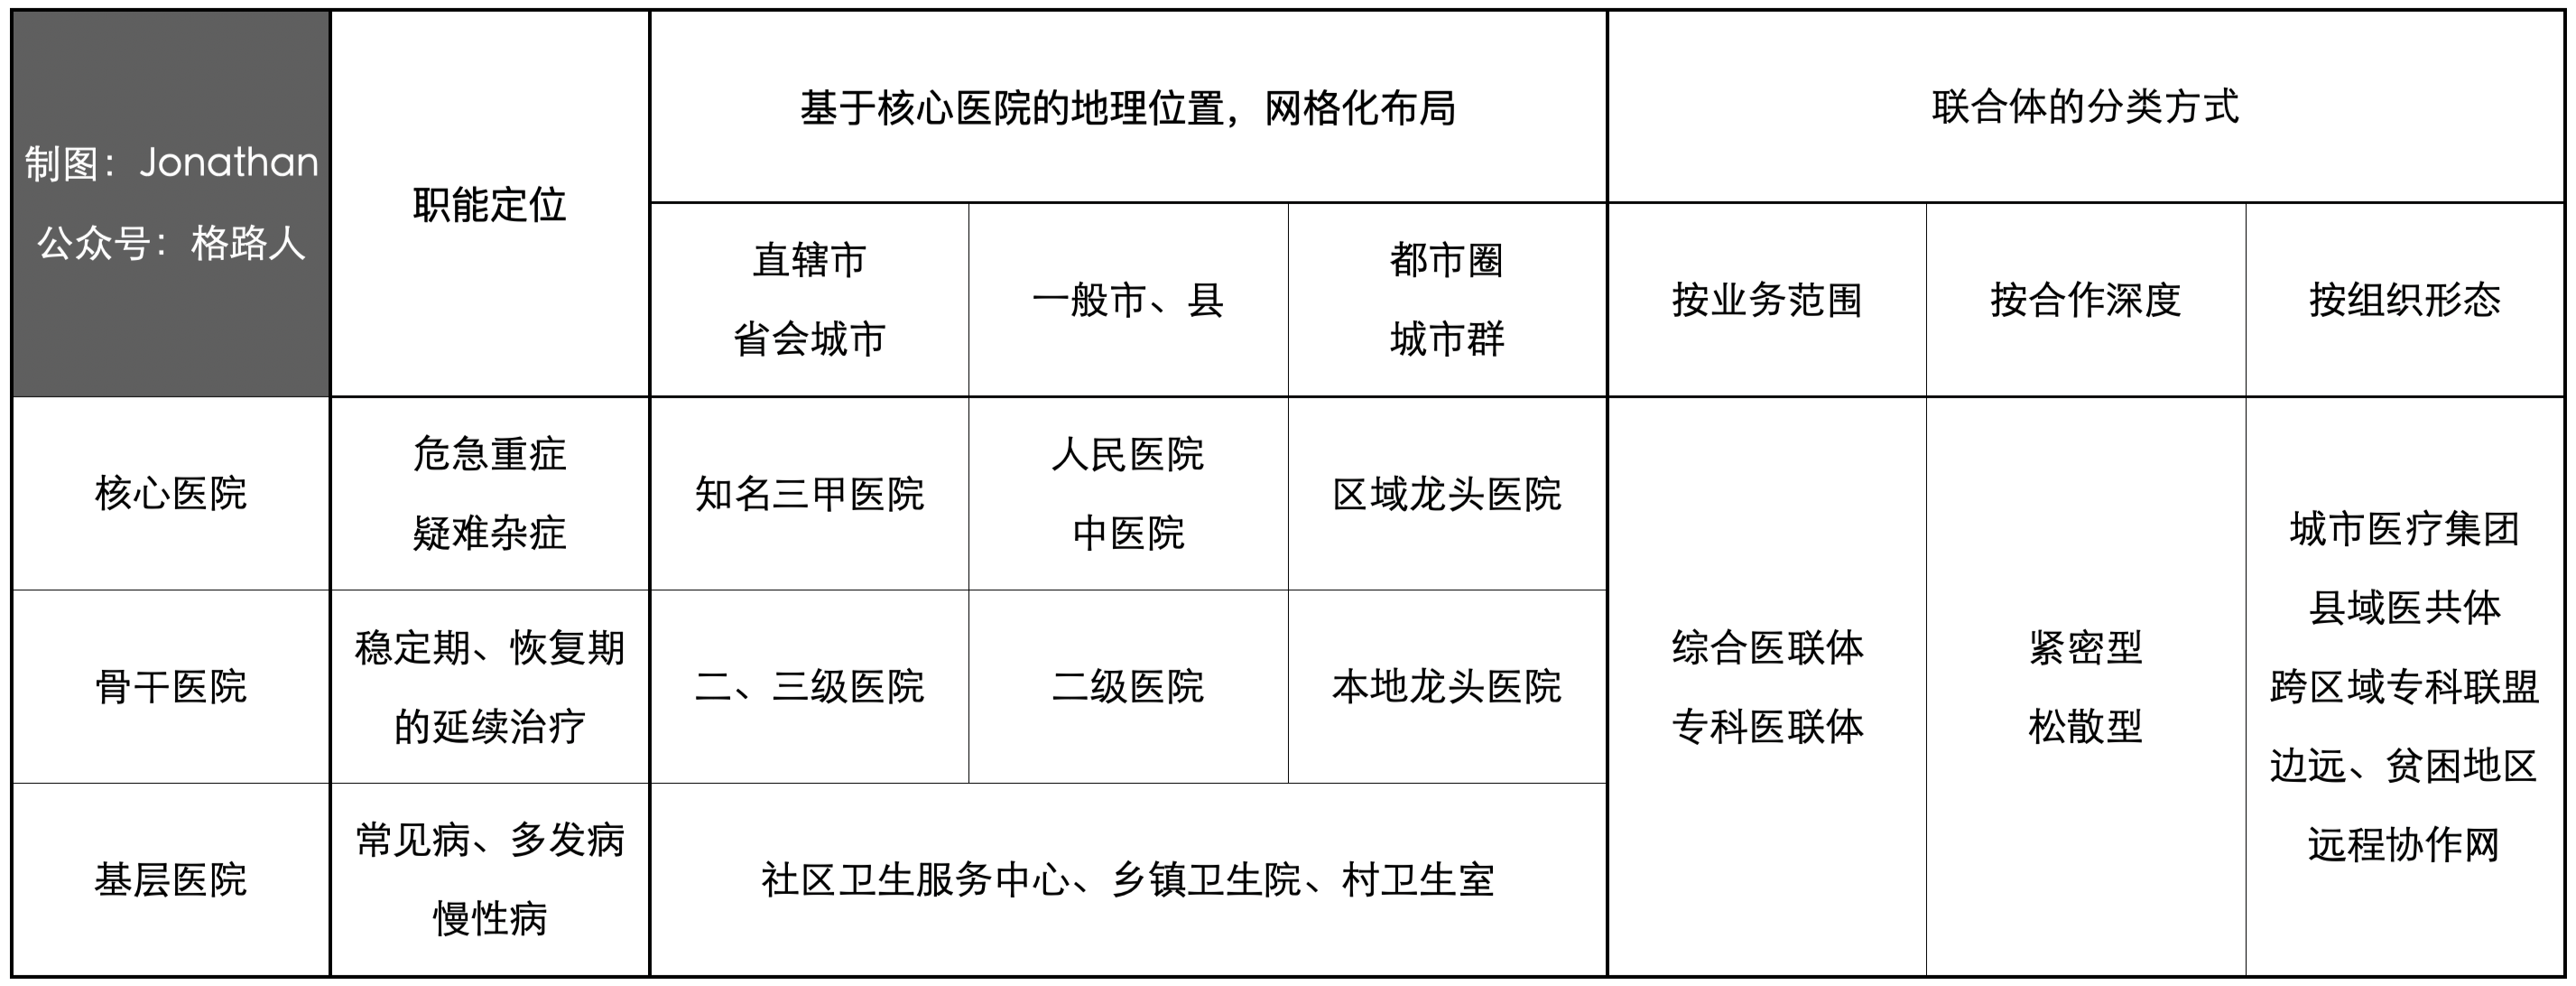 制图：Jonathan
公众号：格路人
职能定位
基于核心医院的地理位置，网格化布局
联合体的分类方式
直辖市
省会城市
一般市、县
都市圈
城市群
按业务范围
按合作深度
按组织形态
核心医院
危急重症
疑难杂症
知名三甲医院
人民医院
中医院
区域龙头医院
骨干医院
稳定期、恢复期
的延续治疗
二、三级医院
二级医院
本地龙头医院
基层医院
常见病、多发病
慢性病
社区卫生服务中心、乡镇卫生院、村卫生室
综合医联体
专科医联体
紧密型
松散型
城市医疗集团
县域医共体
跨区域专科联盟
边远、贫困地区
远程协作网